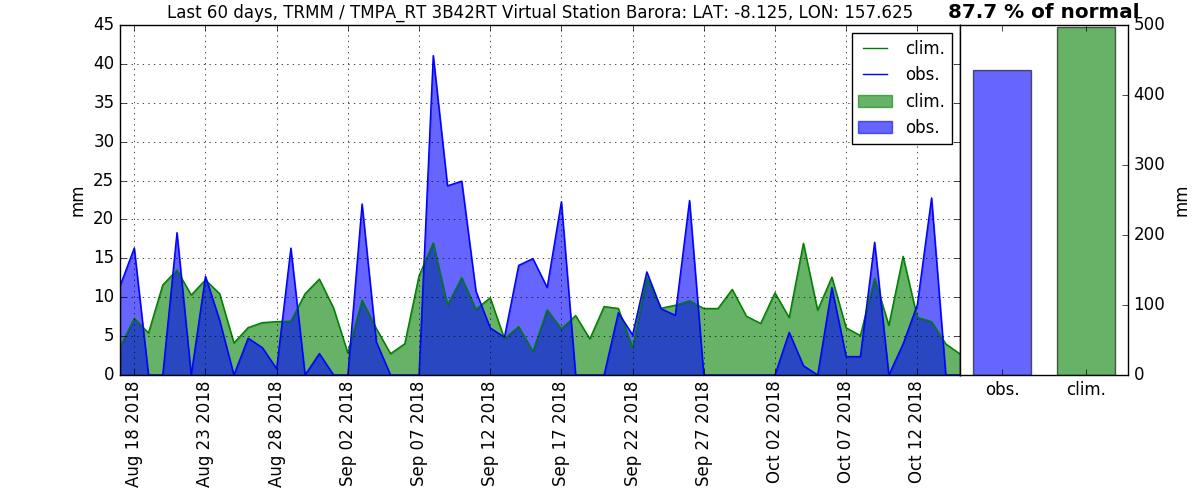 Last 60 days, TRMM / TMPA_RT 3B42RT Virtual Station Barora: LAT: -8.125, LON: 157.625
87.7 % of normal
45
40
35
30
25
20
15
10
5
0
mm
clim.
obs.
clim.
obs.
Aug 18 2018
Aug 23 2018
Aug 28 2018
Sep 02 2018
Sep 07 2018
Sep 12 2018
Sep 17 2018
Sep 22 2018
Sep 27 2018
Oct 02 2018
Oct 07 2018
Oct 12 2018
500
400
300
200
100
0
mm
obs.
clim.